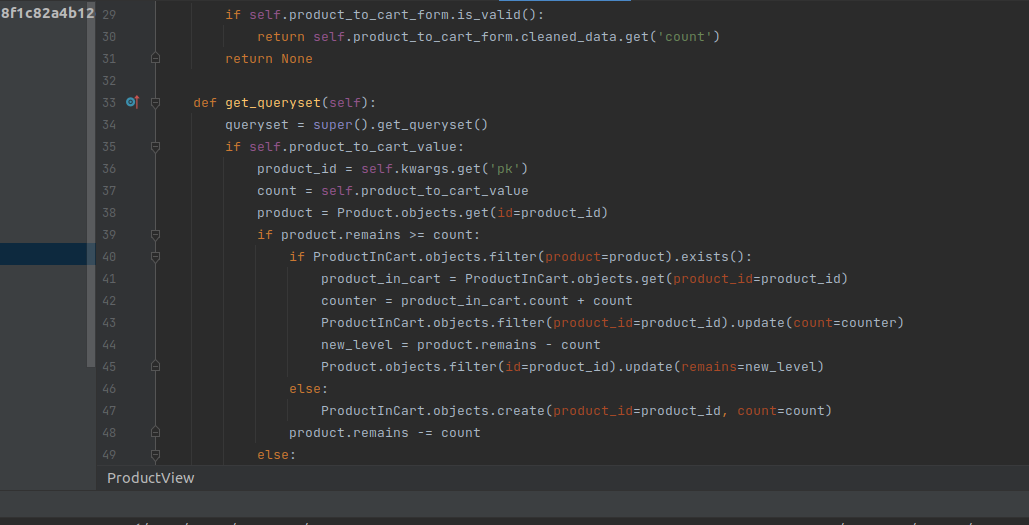 8f1c82a4b12
29 if self.product_to_cart_form.is_valid():
30 return self.product_to_cart_form.cleaned_data.get('count')
31 return None
32
33 def get_queryset(self):
34 queryset = super().get_queryset()
35 if self.product_to_cart_value:
36 product_id = self.kwargs.get('pk')
37 count = self.product_to_cart_value
38 product = Product.objects.get(id=product_id)
39 if product.remains >= count:
40 if ProductInCart.objects.filter(product=product).exists():
41 product_in_cart = ProductInCart.objects.get(product_id=product_id)
42 counter = product_in_cart.count + count
43 ProductInCart.objects.filter(product_id=product_id).update(count=counter)
44 new_level = product.remains - count
45 Product.objects.filter(id=product_id).update(remains=new_level)
46 else:
47 ProductInCart.objects.create(product_id=product_id, count=count)
48 product.remains -= count
49 else:
ProductView